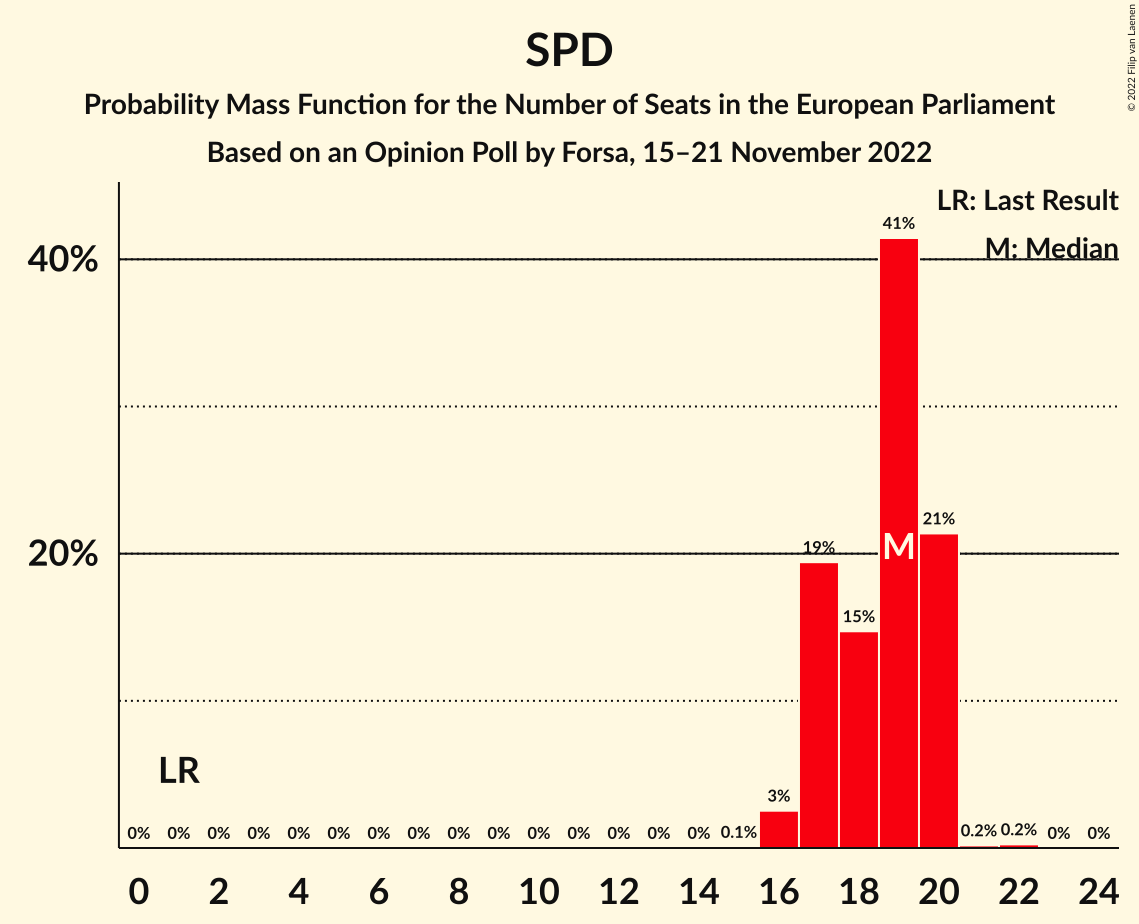 SPD
Probability Mass Function for the Number of Seats in the European Parliament
Based on an Opinion Poll by Forsa, 15–21 November 2022
© 2022 Filip van Laenen
LR: Last Result
M: Median
40%
20%
41%
21%
19%
15%
M
LR
3%
0% 0% 0% 0% 0% 0% 0% 0% 0% 0% 0% 0% 0% 0% 0% 0.1% 0.2% 0.2% 0% 0%
0 2 4 6 8 10 12 14 16 18 20 22 24